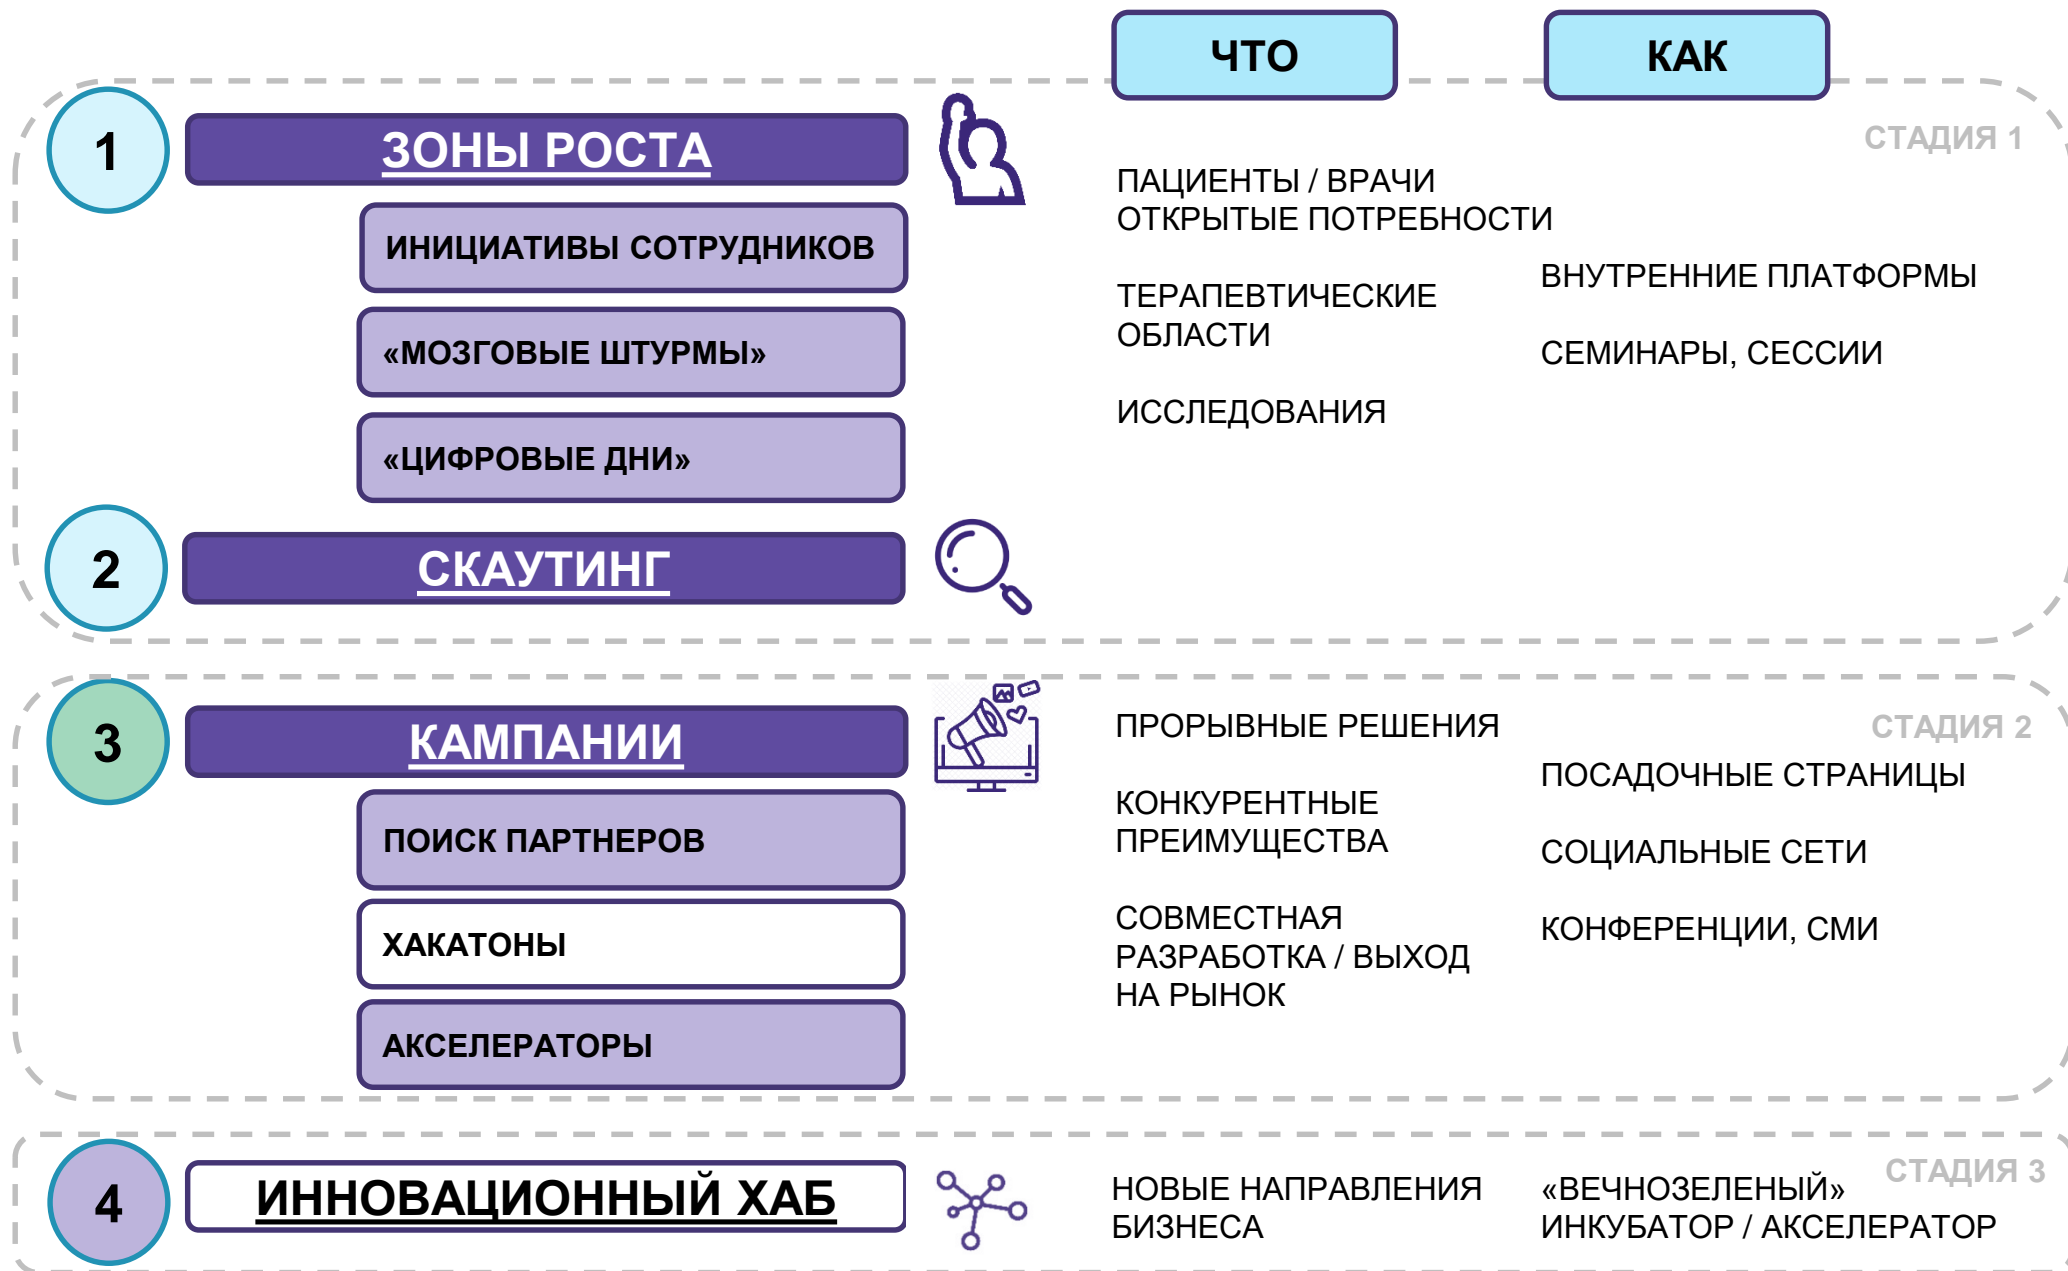 ЧТО
КАК
СТАДИЯ 1
1
ЗОНЫ РОСТА
ИНИЦИАТИВЫ СОТРУДНИКОВ
«МОЗГОВЫЕ ШТУРМЫ»
«ЦИФРОВЫЕ ДНИ»
ПАЦИЕНТЫ / ВРАЧИ
ОТКРЫТЫЕ ПОТРЕБНОСТИ
ТЕРАПЕВТИЧЕСКИЕ
ОБЛАСТИ
ИССЛЕДОВАНИЯ
ВНУТРЕННИЕ ПЛАТФОРМЫ
СЕМИНАРЫ, СЕССИИ
2
СКАУТИНГ
СТАДИЯ 2
3
КАМПАНИИ
ПОИСК ПАРТНЕРОВ
ХАКАТОНЫ
АКСЕЛЕРАТОРЫ
ПРОРЫВНЫЕ РЕШЕНИЯ
КОНКУРЕНТНЫЕ
ПРЕИМУЩЕСТВА
СОВМЕСТНАЯ
РАЗРАБОТКА / ВЫХОД
НА РЫНОК
ПОСАДОЧНЫЕ СТРАНИЦЫ
СОЦИАЛЬНЫЕ СЕТИ
КОНФЕРЕНЦИИ, СМИ
СТАДИЯ 3
4
ИННОВАЦИОННЫЙ ХАБ
НОВЫЕ НАПРАВЛЕНИЯ
БИЗНЕСА
«ВЕЧНОЗЕЛЕНЫЙ»
ИНКУБАТОР / АКСЕЛЕРАТОР